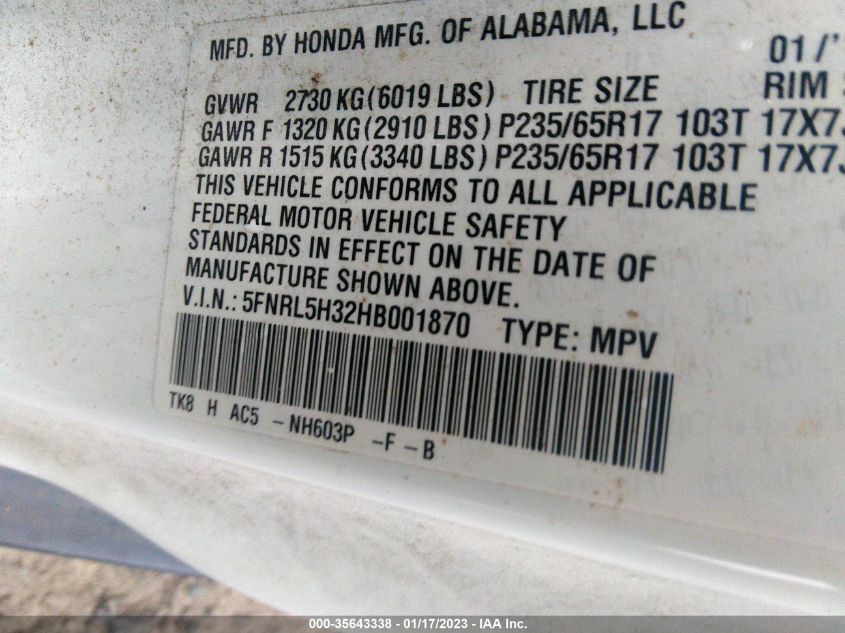 MFD. BY HONDA MFG. OF ALABAMA, LLC 01/'
GVWR 2730 KG(6019 LBS) TIRE SIZE RIM
GAWR F 1320 KG(2910 LBS) P235/65R17 103T 17X7J
GAWR R 1515 KG(3340 LBS) P235/65R17 103T 17X7J
THIS VEHICLE CONFORMS TO ALL APPLICABLE
FEDERAL MOTOR VEHICLE SAFETY
STANDARDS IN EFFECT ON THE DATE OF
MANUFACTURE SHOWN ABOVE.
V.I.N.: 5FNRL5H32HB001870 TYPE: MPV
TK8 H AC5 -NH603P -F-B
000-35643338 - 01/17/2023 - IAA Inc.